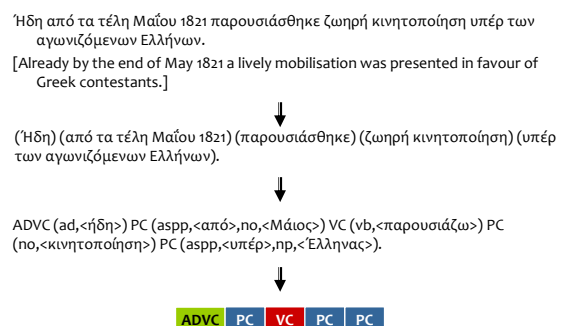 Ήδη από τα τέλη Μαΐου 1821 παρουσιάσθηκε ζωηρή κινητοποίηση υπέρ των
αγωνιζόμενων Ελλήνων.
[Already by the end of May 1821 a lively mobilisation was presented in favour of
Greek contestants.]
(Ήδη) (από τα τέλη Μαΐου 1821) (παρουσιάσθηκε) (ζωηρή κινητοποίηση) (υπέρ
των αγωνιζόμενων Ελλήνων).
ADVC (ad,<ήδη>) PC (aspp,<από>,no,<Μάιος>) VC (vb,<παρουσιάζω>) PC
(no,<κινητοποίηση>) PC (aspp,<υπέρ>,np,<Έλληνας>).
ADVC PC VC PC PC